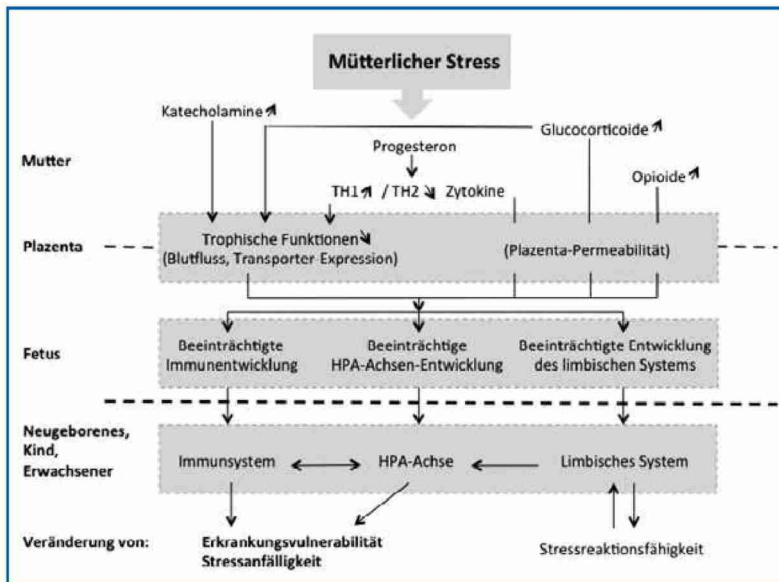 Mütterlicher Stress
Katecholamine
Glucocorticoide
Mutter
Progesteron
Opioide
TH1 / TH2 Zytokine
Plazenta
Trophische Funktionen
(Blutfluss, Transporter-Expression)
(Plazenta-Permeabilität)
Fetus
Beeinträchtigte
Immunentwicklung
Beeinträchtige
HPA-Achsen-Entwicklung
Beeinträchtigte Entwicklung
des limbischen Systems
Neugeborenes,
Kind,
Erwachsener
Immunsystem
HPA-Achse
Limbisches System
Veränderung von:
Erkrankungsvulnerabilität
Stressanfälligkeit
Stressreaktionsfähigkeit